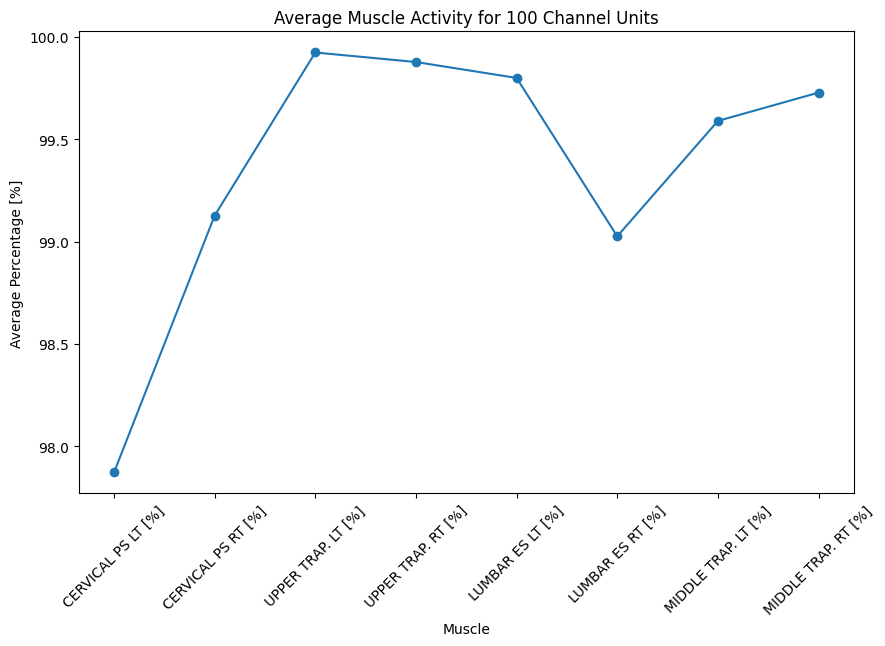 Average Muscle Activity for 100 Channel Units
100.0
99.5
99.0
98.5
98.0
Average Percentage [%]
CERVICAL PS LT [%]
CERVICAL PS RT [%]
UPPER TRAP. LT [%]
UPPER TRAP. RT [%]
LUMBAR ES LT [%]
LUMBAR ES RT [%]
MIDDLE TRAP. LT [%]
MIDDLE TRAP. RT [%]
Muscle